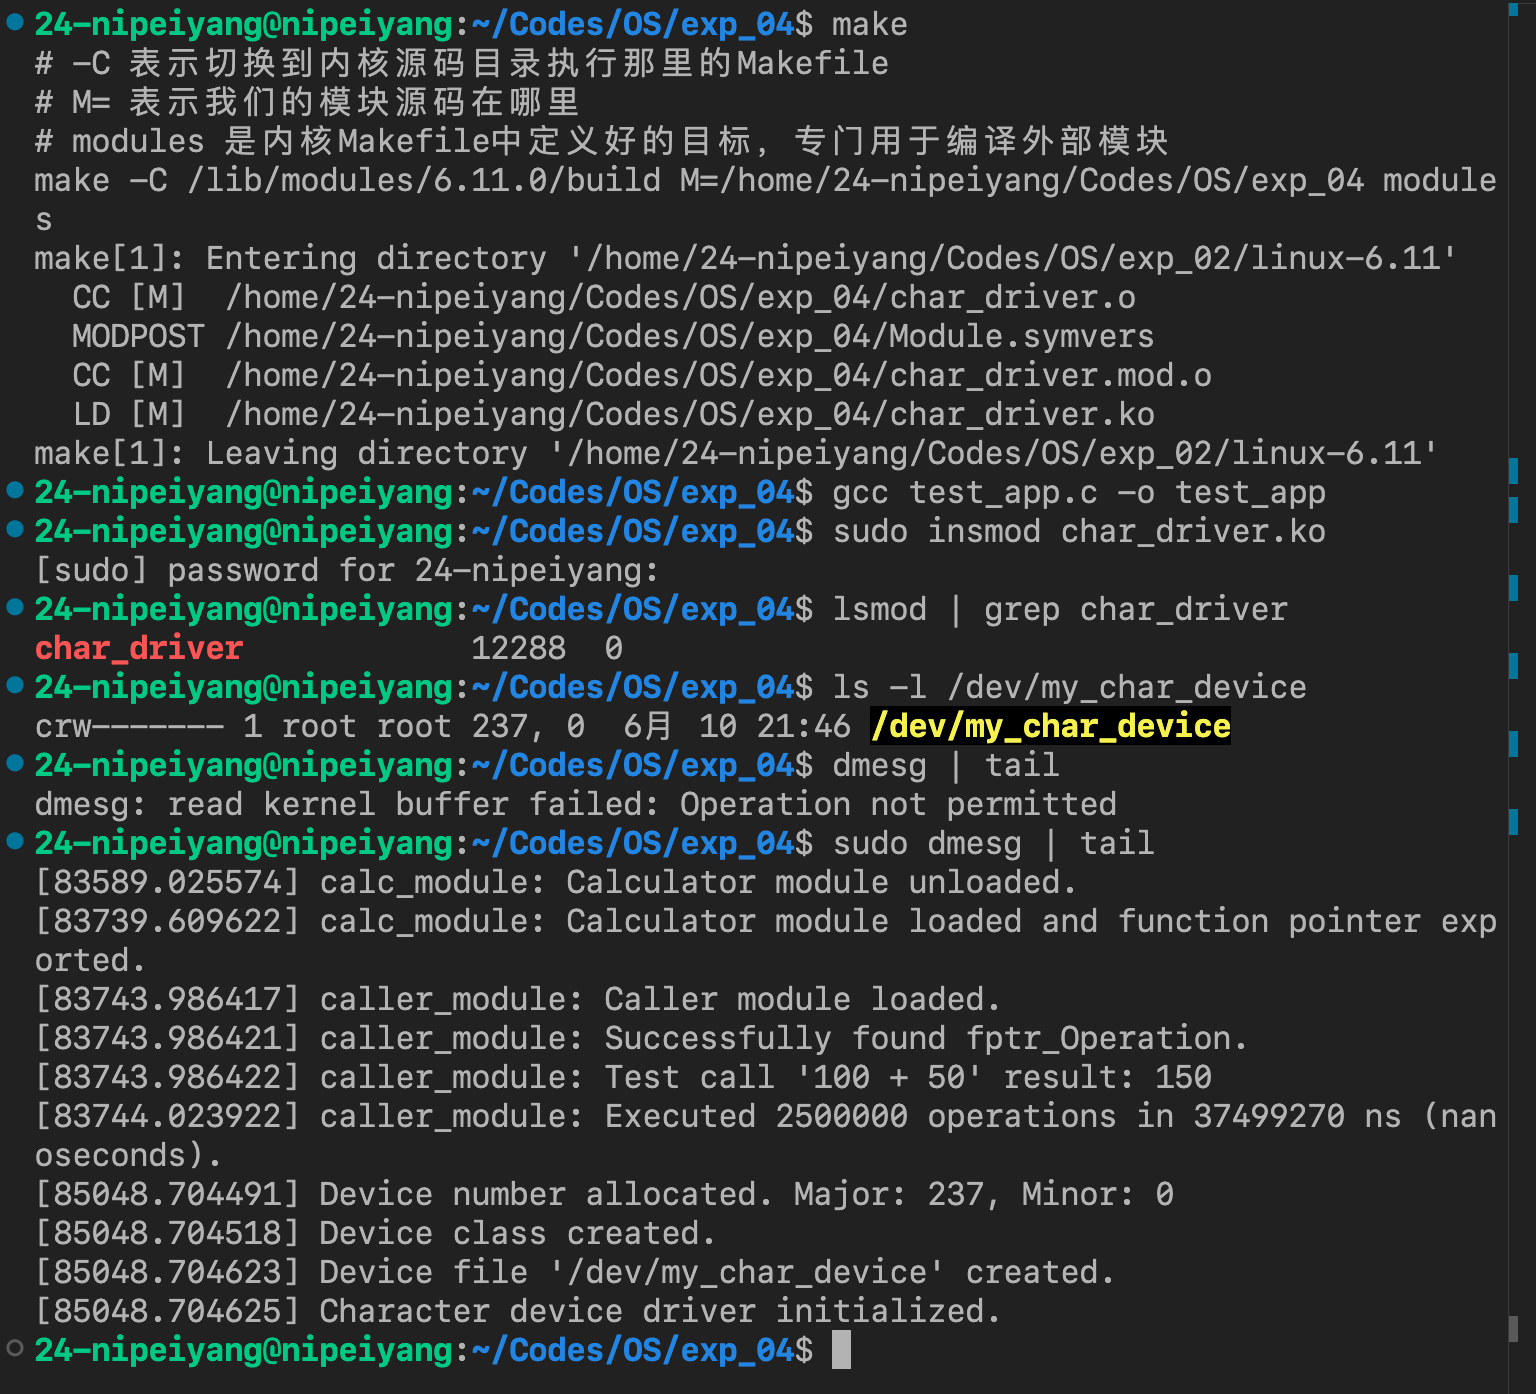 24-nipeiyang@nipeiyang:~/Codes/OS/exp_04$ make
# -C 表示切换到内核源码目录执行那里的Makefile
# M= 表示我们的模块源码在哪里
# modules 是内核Makefile中定义好的目标，专门用于编译外部模块
make -C /lib/modules/6.11.0/build M=/home/24-nipeiyang/Codes/OS/exp_04 module
s
make[1]: Entering directory '/home/24-nipeiyang/Codes/OS/exp_02/linux-6.11'
  CC [M]  /home/24-nipeiyang/Codes/OS/exp_04/char_driver.o
  MODPOST /home/24-nipeiyang/Codes/OS/exp_04/Module.symvers
  CC [M]  /home/24-nipeiyang/Codes/OS/exp_04/char_driver.mod.o
  LD [M]  /home/24-nipeiyang/Codes/OS/exp_04/char_driver.ko
make[1]: Leaving directory '/home/24-nipeiyang/Codes/OS/exp_02/linux-6.11'
24-nipeiyang@nipeiyang:~/Codes/OS/exp_04$ gcc test_app.c -o test_app
24-nipeiyang@nipeiyang:~/Codes/OS/exp_04$ sudo insmod char_driver.ko
[sudo] password for 24-nipeiyang:
24-nipeiyang@nipeiyang:~/Codes/OS/exp_04$ lsmod | grep char_driver
char_driver            12288  0
24-nipeiyang@nipeiyang:~/Codes/OS/exp_04$ ls -l /dev/my_char_device
crw------- 1 root root 237, 0  6月  10 21:46 /dev/my_char_device
24-nipeiyang@nipeiyang:~/Codes/OS/exp_04$ dmesg | tail
dmesg: read kernel buffer failed: Operation not permitted
24-nipeiyang@nipeiyang:~/Codes/OS/exp_04$ sudo dmesg | tail
[83589.025574] calc_module: Calculator module unloaded.
[83739.609622] calc_module: Calculator module loaded and function pointer exp
orted.
[83743.986417] caller_module: Caller module loaded.
[83743.986421] caller_module: Successfully found fptr_Operation.
[83743.986422] caller_module: Test call '100 + 50' result: 150
[83744.023922] caller_module: Executed 2500000 operations in 37499270 ns (nan
oseconds).
[85048.704491] Device number allocated. Major: 237, Minor: 0
[85048.704518] Device class created.
[85048.704623] Device file '/dev/my_char_device' created.
[85048.704625] Character device driver initialized.
24-nipeiyang@nipeiyang:~/Codes/OS/exp_04$